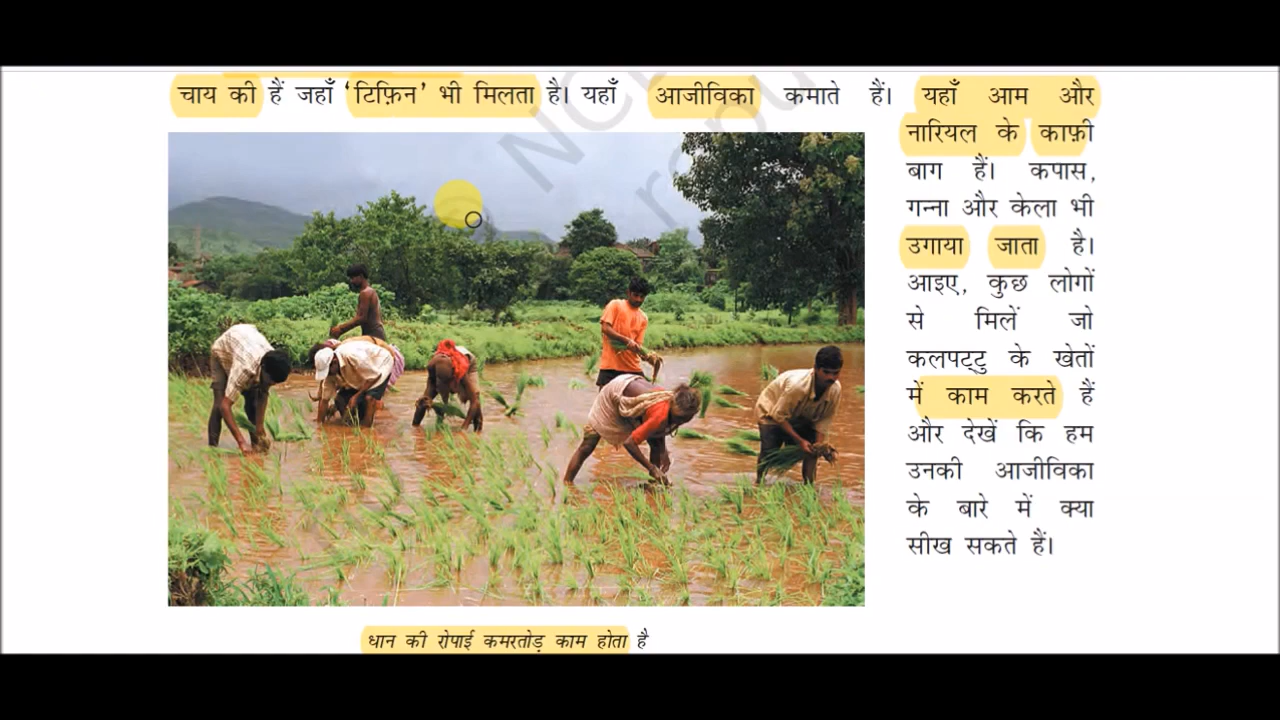 चाय की हैं जहाँ ‘टिफ़िन’ भी मिलता है। यहाँ आजीविका कमाते हैं। यहाँ आम और
नारियल के काफ़ी
बाग हैं। कपास,
गन्ना और केला भी
उगाया जाता है।
आइए, कुछ लोगों
से मिलें जो
कलपट्टु के खेतों
में काम करते हैं
और देखें कि हम
उनकी आजीविका
के बारे में क्या
सीख सकते हैं।
धान की रोपाई कमरतोड़ काम होता है